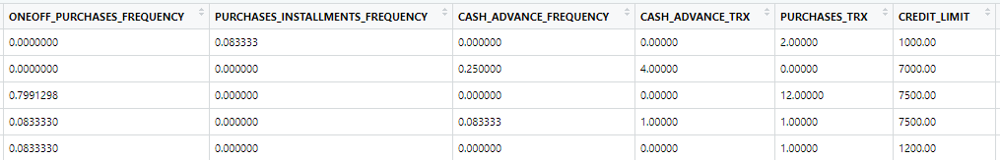 ONEOFF_PURCHASES_FREQUENCY PURCHASES_INSTALLMENTS_FREQUENCY CASH_ADVANCE_FREQUENCY CASH_ADVANCE_TRX PURCHASES_TRX CREDIT_LIMIT
0.0000000 0.083333 0.000000 0.00000 2.00000 1000.00
0.0000000 0.000000 0.250000 4.00000 0.00000 7000.00
0.7991298 0.000000 0.000000 0.00000 12.00000 7500.00
0.0833330 0.000000 0.083333 1.00000 1.00000 7500.00
0.0833330 0.000000 0.000000 0.00000 1.00000 1200.00